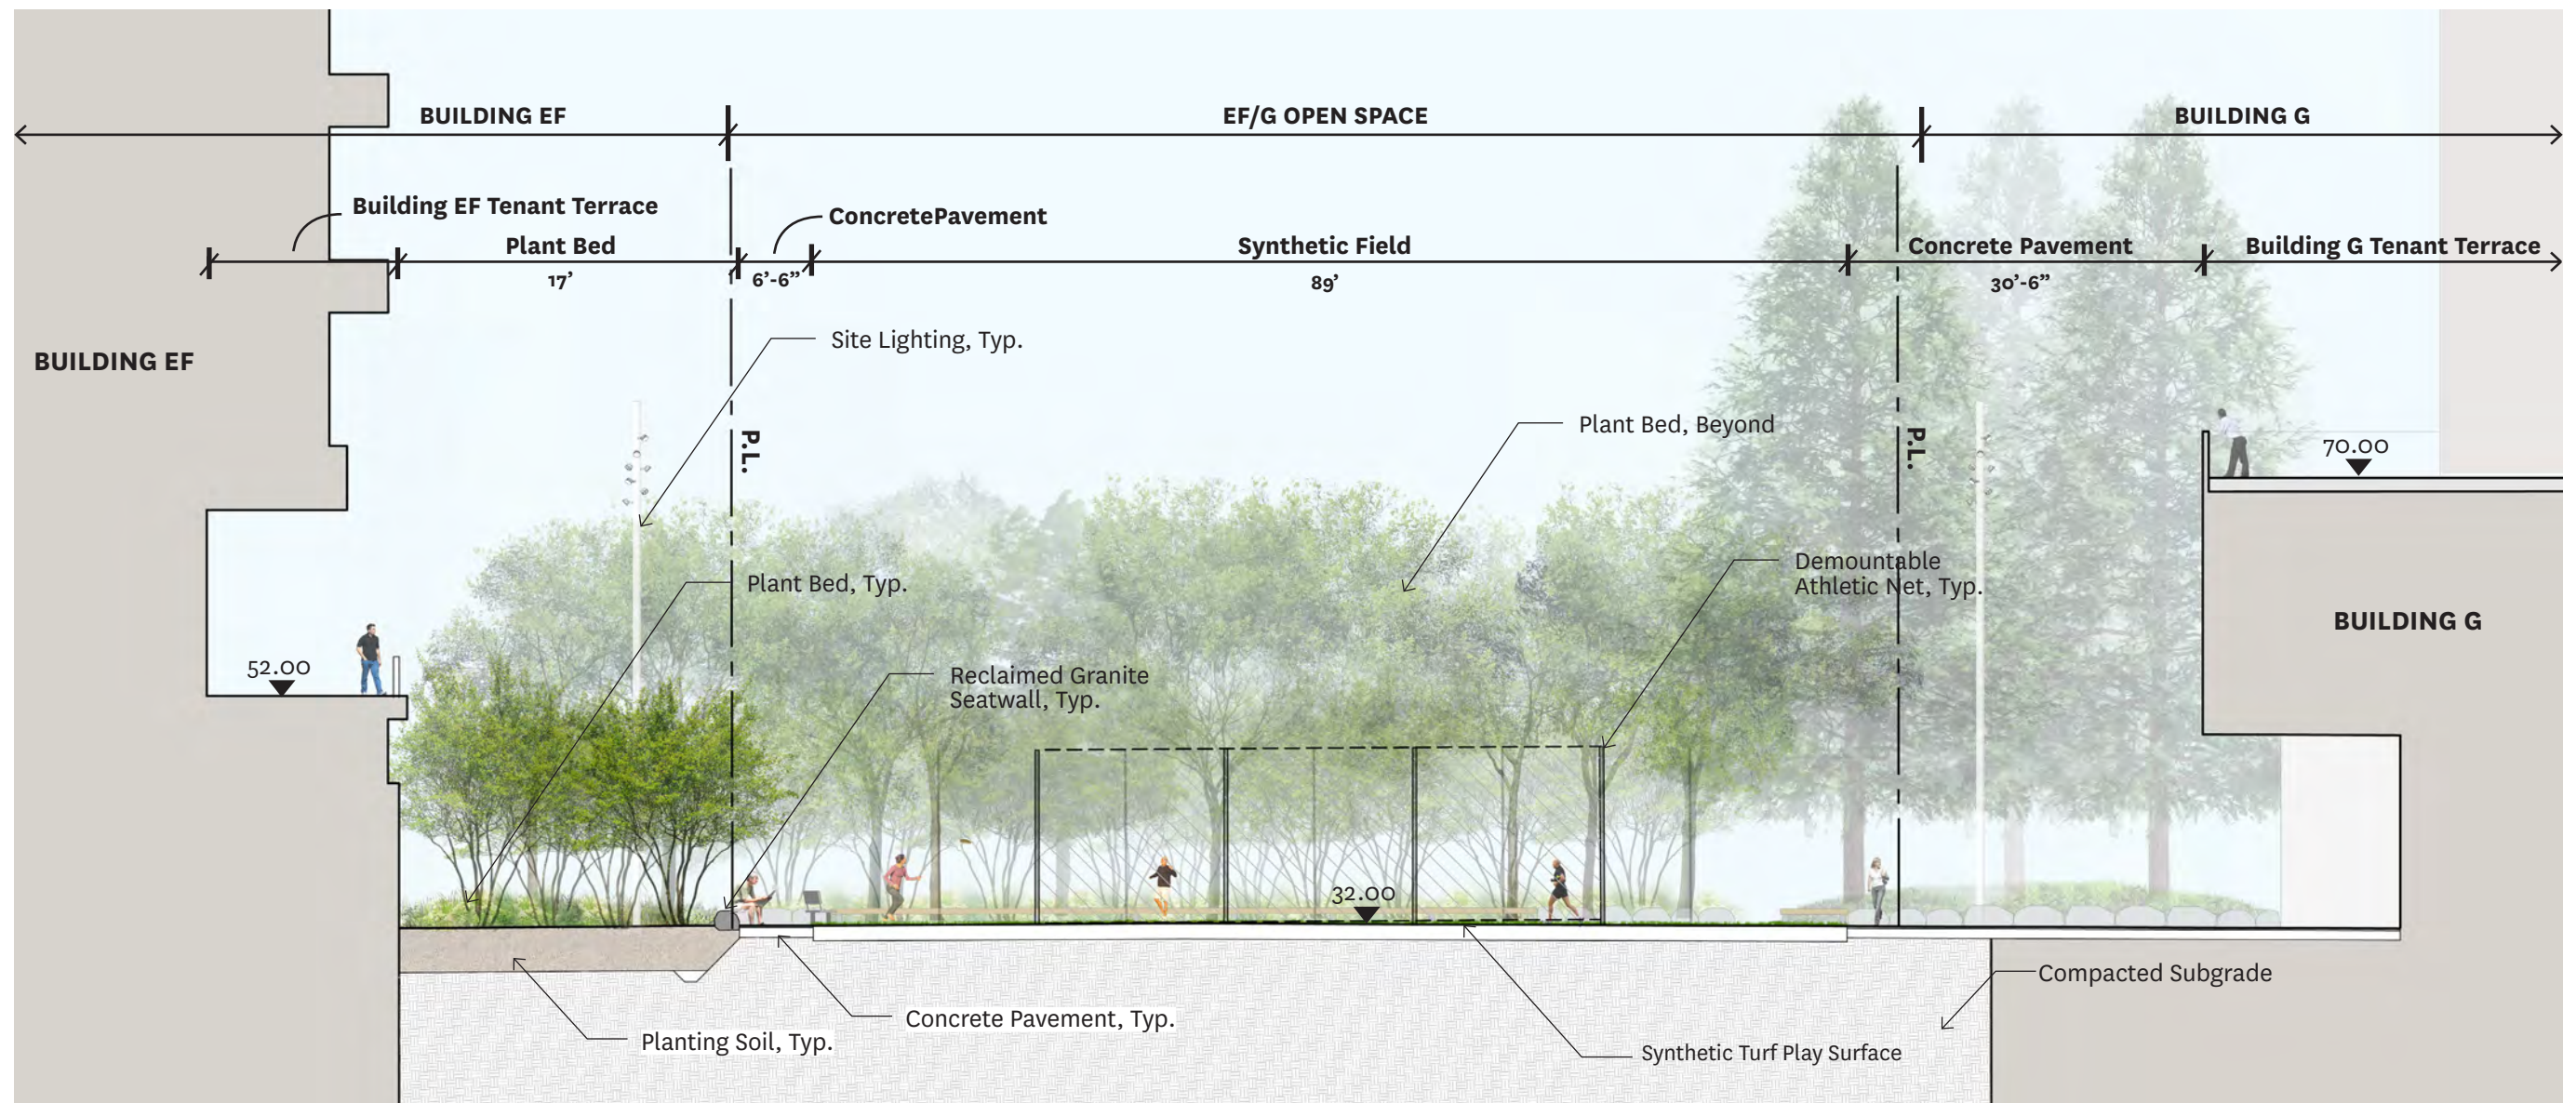 BUILDING EF
EF/G OPEN SPACE
BUILDING G
Building EF Tenant Terrace
ConcretePavement
Plant Bed
Synthetic Field
Concrete Pavement
Building G Tenant Terrace
17’
6’-6”
89’
30’-6”
Site Lighting, Typ.
BUILDING EF
Plant Bed, Beyond
P.L.
P.L.
70.00
Demountable
Athletic Net, Typ.
Plant Bed, Typ.
BUILDING G
52.00
Reclaimed Granite
Seatwall, Typ.
32.00
Compacted Subgrade
Concrete Pavement, Typ.
Planting Soil, Typ.
Synthetic Turf Play Surface